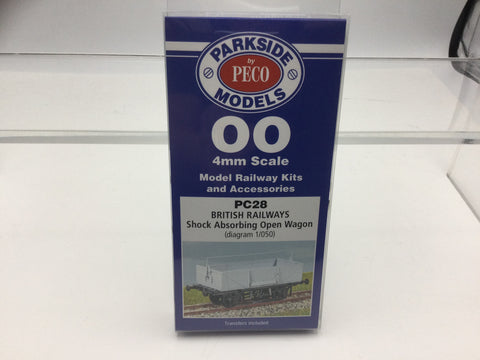 PARKSIDE
by
PECO
MODELS
OO
4mm Scale
Model Railway Kits
and Accessories
PC28
BRITISH RAILWAYS
Shock Absorbing Open Wagon
(diagram 1/050)
Transfers included